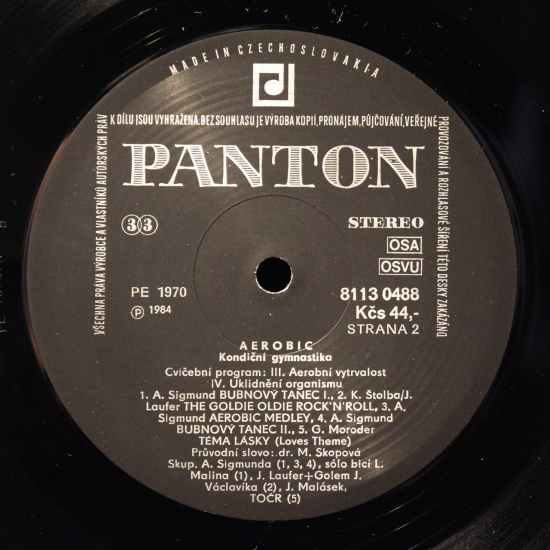 MADE IN CZECHOSLOVAKIA
VŠECHNA PRÁVA VÝROBCE A VLASTNÍKŮ AUTORSKÝCH PRÁV
K DÍLU JSOU VYHRAŽENA. BEZ SOUHLASU JE VÝROBA KOPIÍ, PRONÁJEM, PŮJČOVÁNÍ, VEŘEJNÉ
PROVOZOVÁNÍ A ROZHLASOVÉ ŠÍŘENÍ TÉTO DESKY ZAKÁZÁNO
PANTON
33
STEREO
OSA
OSVU
PE 1970
8113 0488
Ⓟ 1984
Kčs 44,-
STRANA 2
AEROBIC
Kondiční gymnastika
Cvičební program: III. Aerobní vytrvalost
IV. Uklidnění organismu
1. A. Sigmund BUBNOVÝ TANEC I., 2. K. Štolba/J.
Laufer THE GOLDIE OLDIE ROCK'N'ROLL, 3. A.
Sigmund AEROBIC MEDLEY, 4. A. Sigmund
BUBNOVÝ TANEC II., 5. G. Moroder
TÉMA LÁSKY (Loves Theme)
Průvodní slovo: dr. M. Skopová
Skup. A. Sigmunda (1, 3, 4), sólo bicí L.
Malina (1), J. Laufer+Golem J.
Václavíka (2), J. Malásek,
TOČR (5)